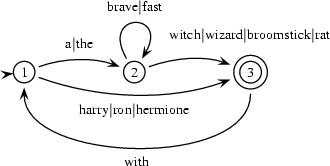 brave|fast
a|the
witch|wizard|broomstick|rat
1
2
3
harry|ron|hermione
with